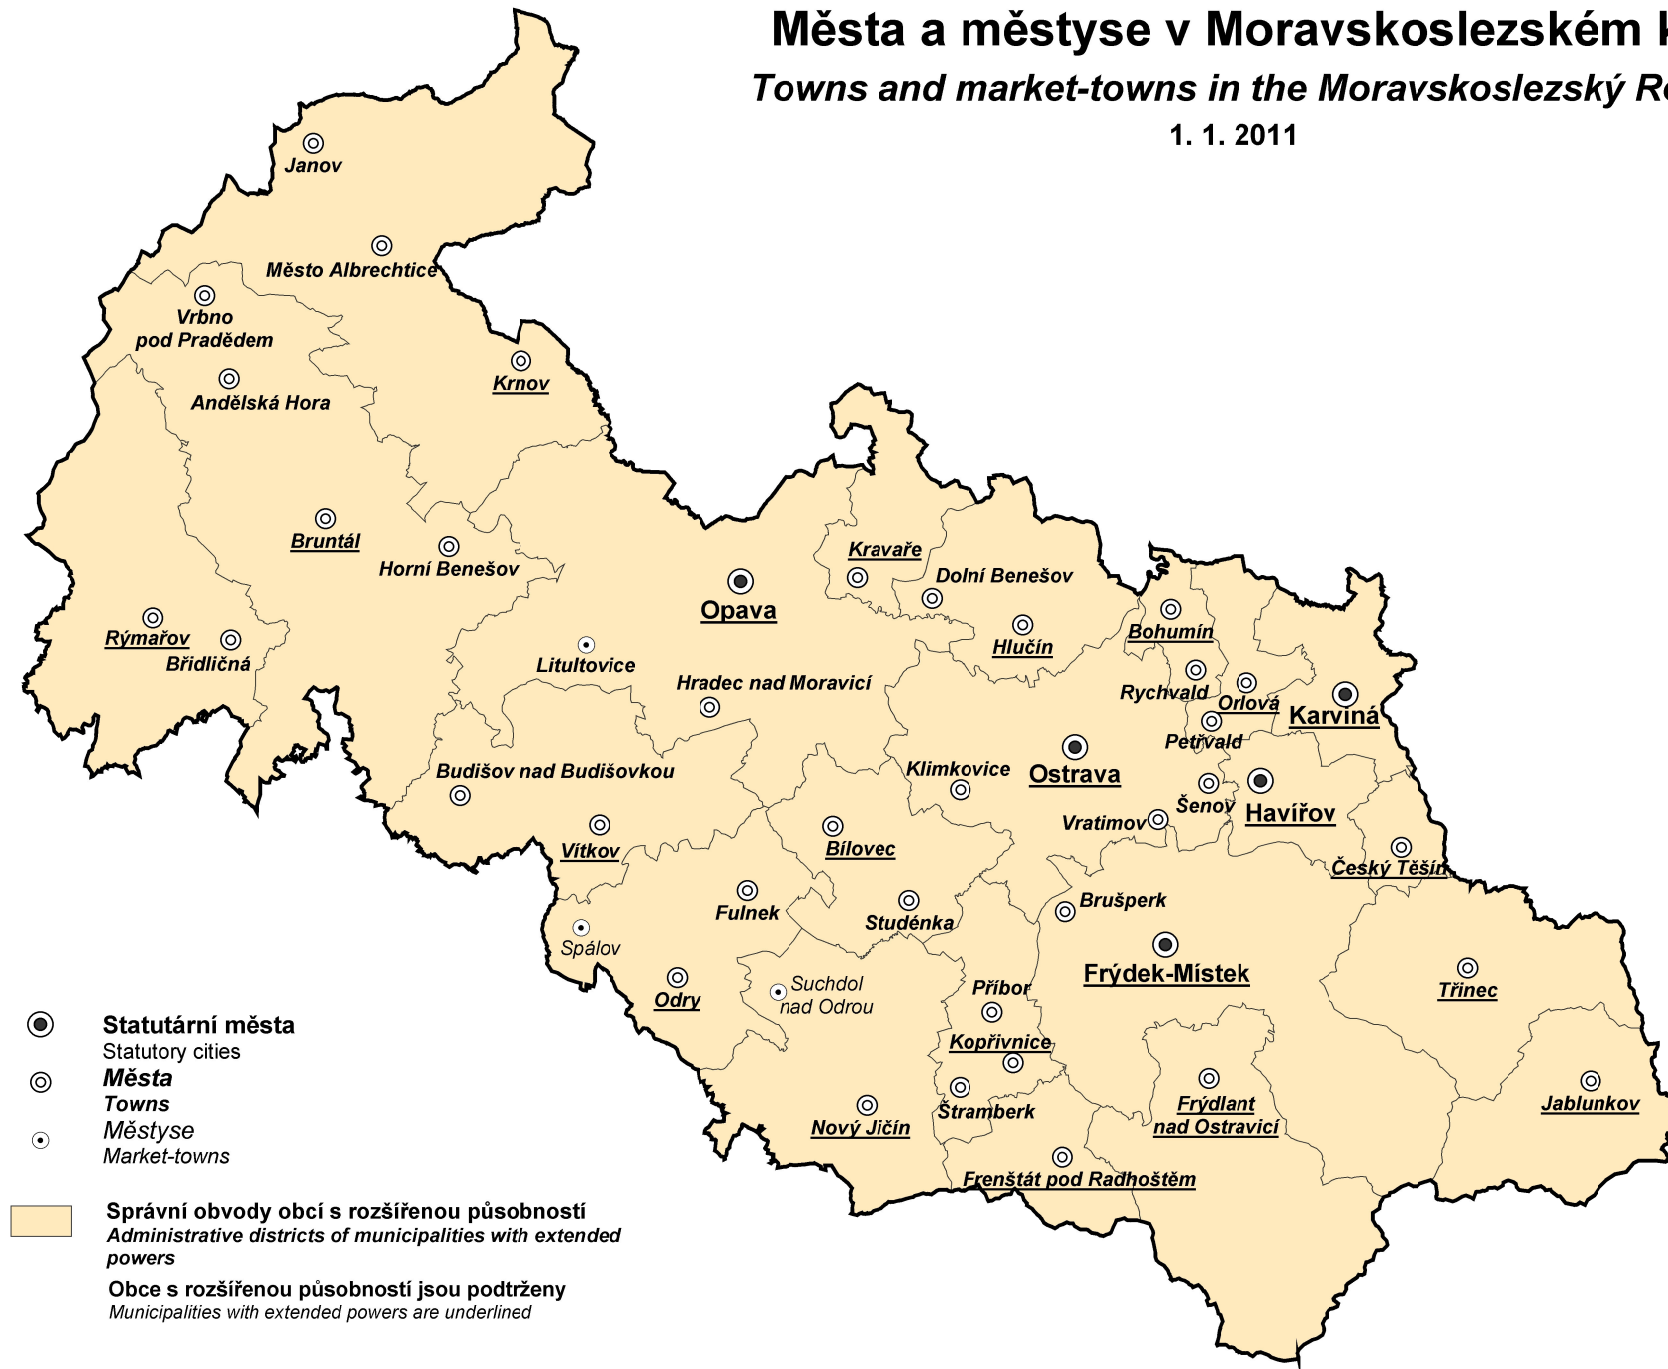 Města a městyse v Moravskoslezském k
Towns and market-towns in the Moravskoslezský Re
1. 1. 2011
Janov
Město Albrechtice
Vrbno
pod Pradědem
Andělská Hora
Krnov
Bruntál
Horní Benešov
Kravaře
Dolní Benešov
Opava
Rýmařov
Břidličná
Litultovice
Hlučín
Bohumín
Hradec nad Moravicí
Rychvald
Orlová
Karviná
Petřvald
Budišov nad Budišovkou
Klimkovice
Ostrava
Šenov
Havířov
Vratimov
Vítkov
Bílovec
Český Těšín
Fulnek
Studénka
Brušperk
Spálov
Frýdek-Místek
Odry
Suchdol
nad Odrou
Příbor
Třinec
Kopřivnice
Štramberk
Nový Jičín
Frýdlant
nad Ostravicí
Jablunkov
Frenštát pod Radhoštěm
Statutární města
Statutory cities
Města
Towns
Městyse
Market-towns
Správní obvody obcí s rozšířenou působností
Administrative districts of municipalities with extended
powers
Obce s rozšířenou působností jsou podtrženy
Municipalities with extended powers are underlined